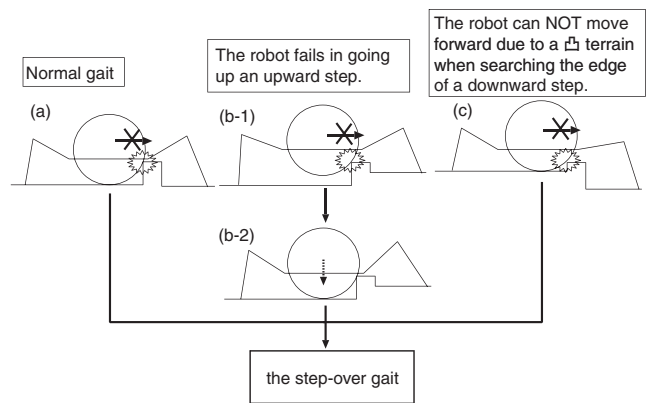 Normal gait
The robot fails in going
up an upward step.
The robot can NOT move
forward due to a 凸 terrain
when searching the edge
of a downward step.
(a)
(b-1)
(c)
(b-2)
the step-over gait